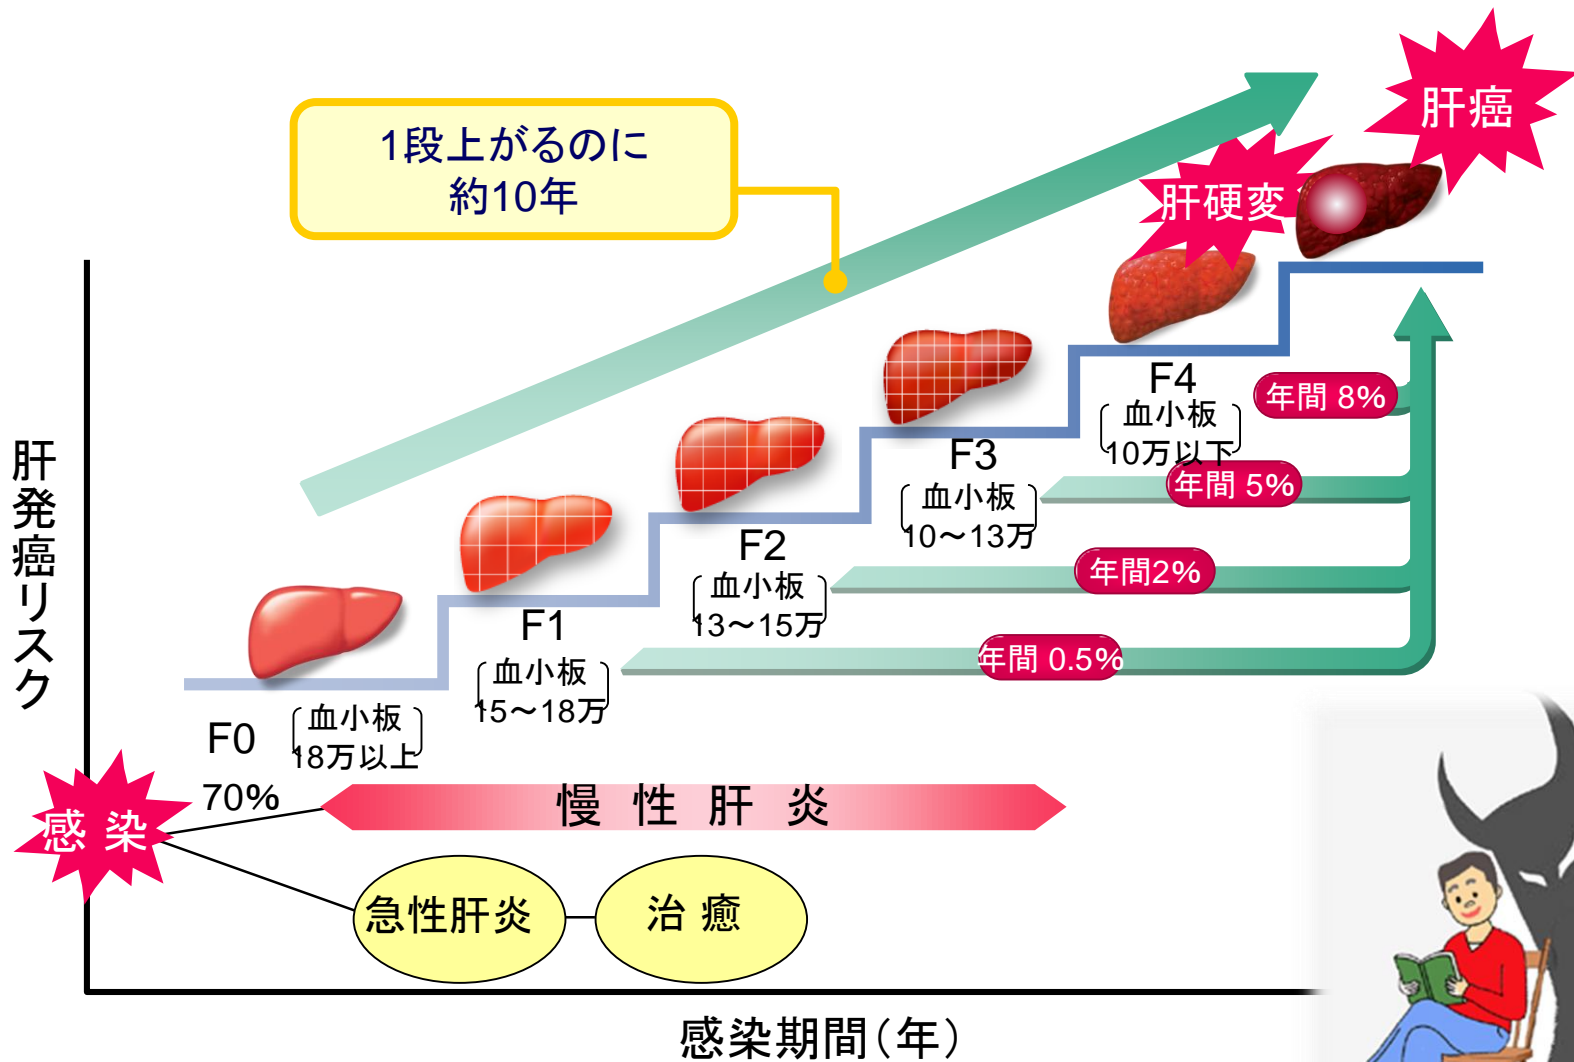 1段上がるのに
約10年
肝癌
肝硬変
肝発癌リスク
F4
血小板
10万以下
年間 8%
F3
血小板
10〜13万
年間 5%
F2
血小板
13〜15万
年間2%
F1
血小板
15〜18万
年間 0.5%
F0
血小板
18万以上
感 染
70%
慢 性 肝 炎
急性肝炎
治 癒
感染期間(年)